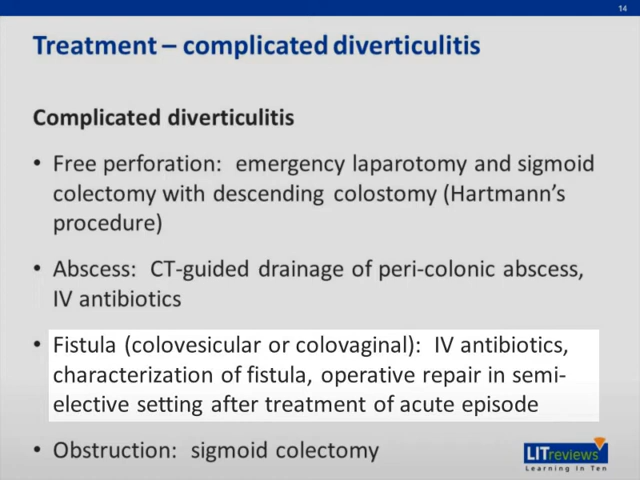 14
Treatment – complicated diverticulitis
Complicated diverticulitis
• Free perforation: emergency laparotomy and sigmoid
colectomy with descending colostomy (Hartmann's
procedure)
• Abscess: CT-guided drainage of peri-colonic abscess,
IV antibiotics
• Fistula (colovesicular or colovaginal): IV antibiotics,
characterization of fistula, operative repair in semi-
elective setting after treatment of acute episode
• Obstruction: sigmoid colectomy
LITreviews
Learning In Ten